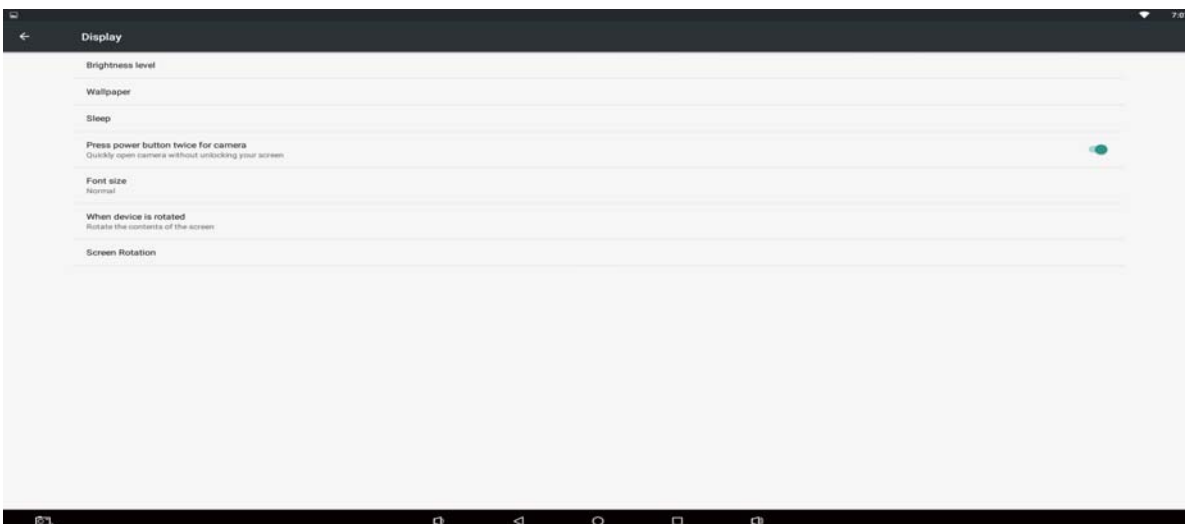 Display
Brightness level
Wallpaper
Sleep
Press power button twice for camera
Quickly open camera without unlocking your screen
Font size
Normal
When device is rotated
Rotate the contents of the screen
Screen Rotation